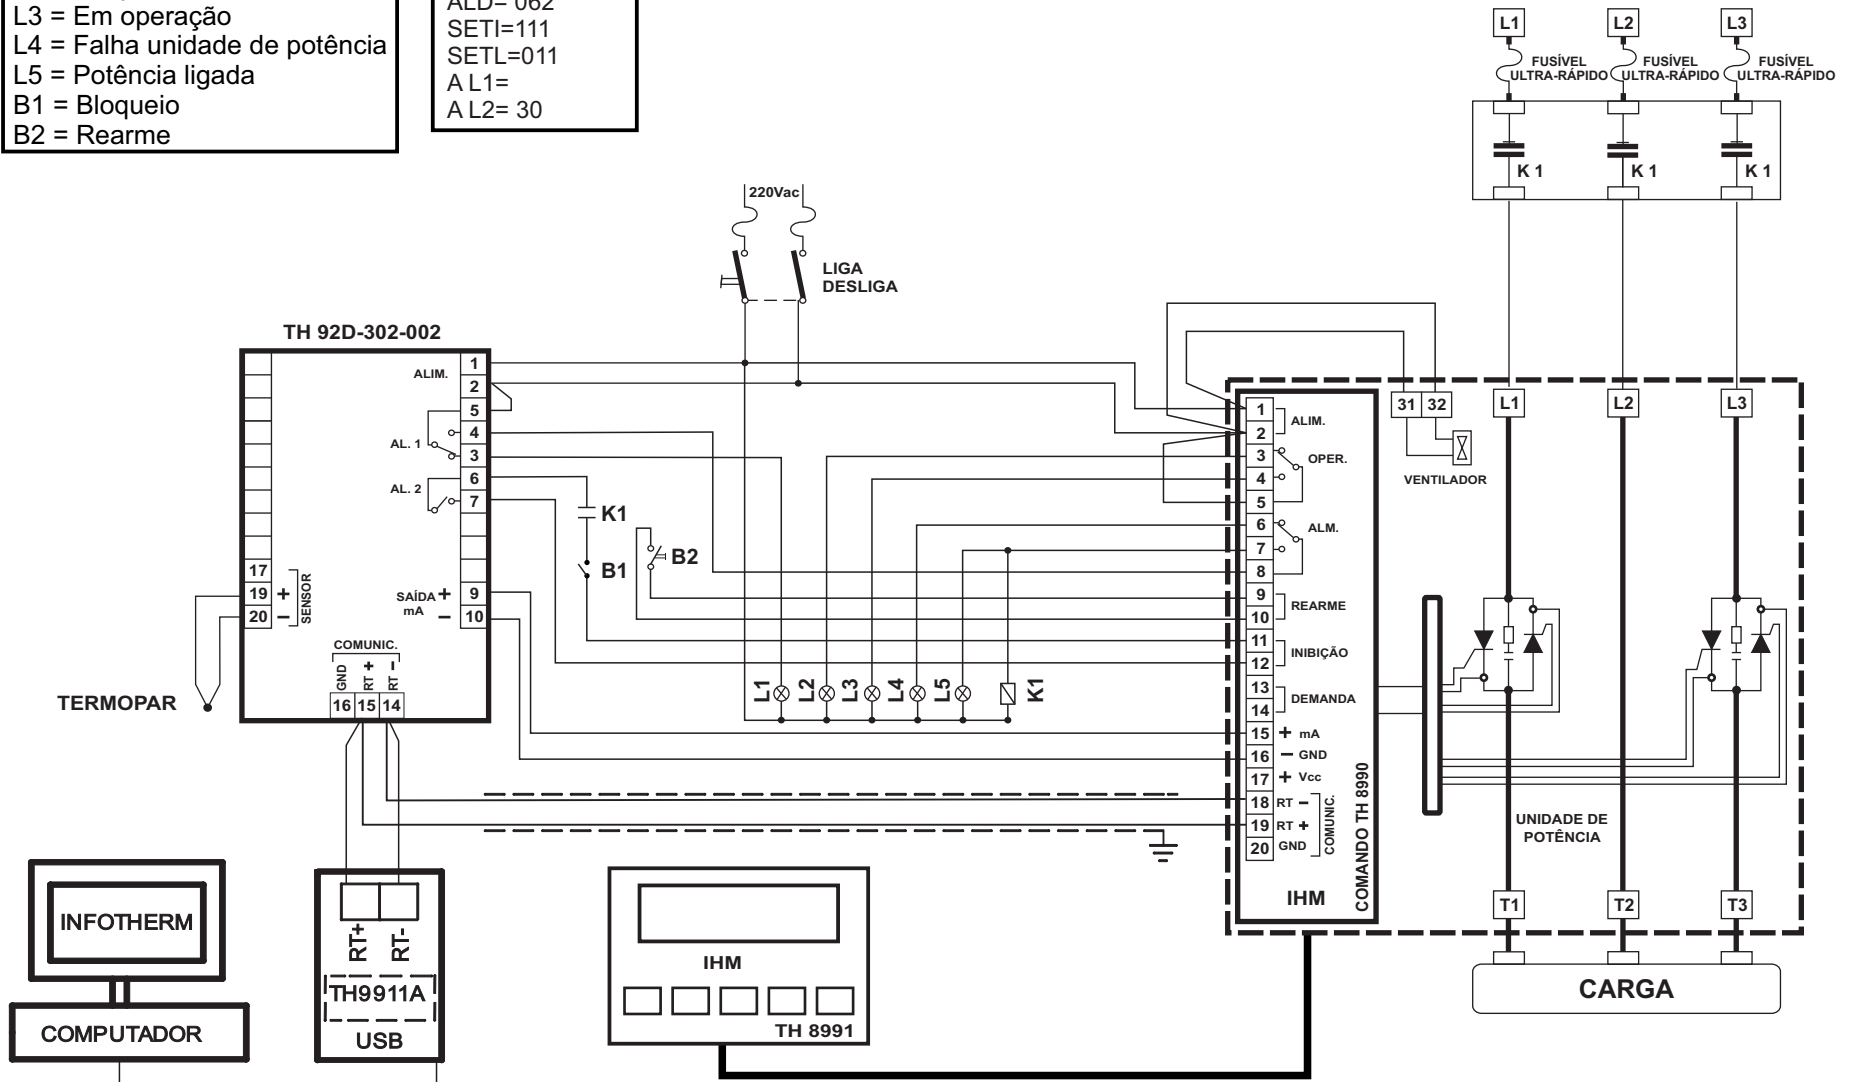 L3 = Em operação
L4 = Falha unidade de potência
L5 = Potência ligada
B1 = Bloqueio
B2 = Rearme
ALD= 062
SETI=111
SETL=011
A L1=
A L2= 30
L1
L2
L3
FUSÍVEL
ULTRA-RÁPIDO
FUSÍVEL
ULTRA-RÁPIDO
FUSÍVEL
ULTRA-RÁPIDO
K 1
K 1
K 1
220Vac
LIGA
DESLIGA
TH 92D-302-002
ALIM.
1
2
5
4
3
6
7
AL. 1
AL. 2
17
19 +
20 −
SENSOR
SAÍDA
mA
+ 9
− 10
COMUNIC.
GND
RT +
RT −
16
15
14
TERMOPAR
K1
B1
B2
L1
L2
L3
L4
L5
K1
1
2
ALIM.
3
4
5
OPER.
6
7
8
ALM.
9
10
REARME
11
12
INIBIÇÃO
13
14
DEMANDA
15 + mA
16 − GND
17 + Vcc
18 RT −
19 RT +
20 GND
COMUNIC.
IHM
COMANDO TH 8990
31
32
VENTILADOR
L1
L2
L3
UNIDADE DE
POTÊNCIA
T1
T2
T3
CARGA
INFOTHERM
COMPUTADOR
RT+
RT-
TH9911A
USB
IHM
TH 8991